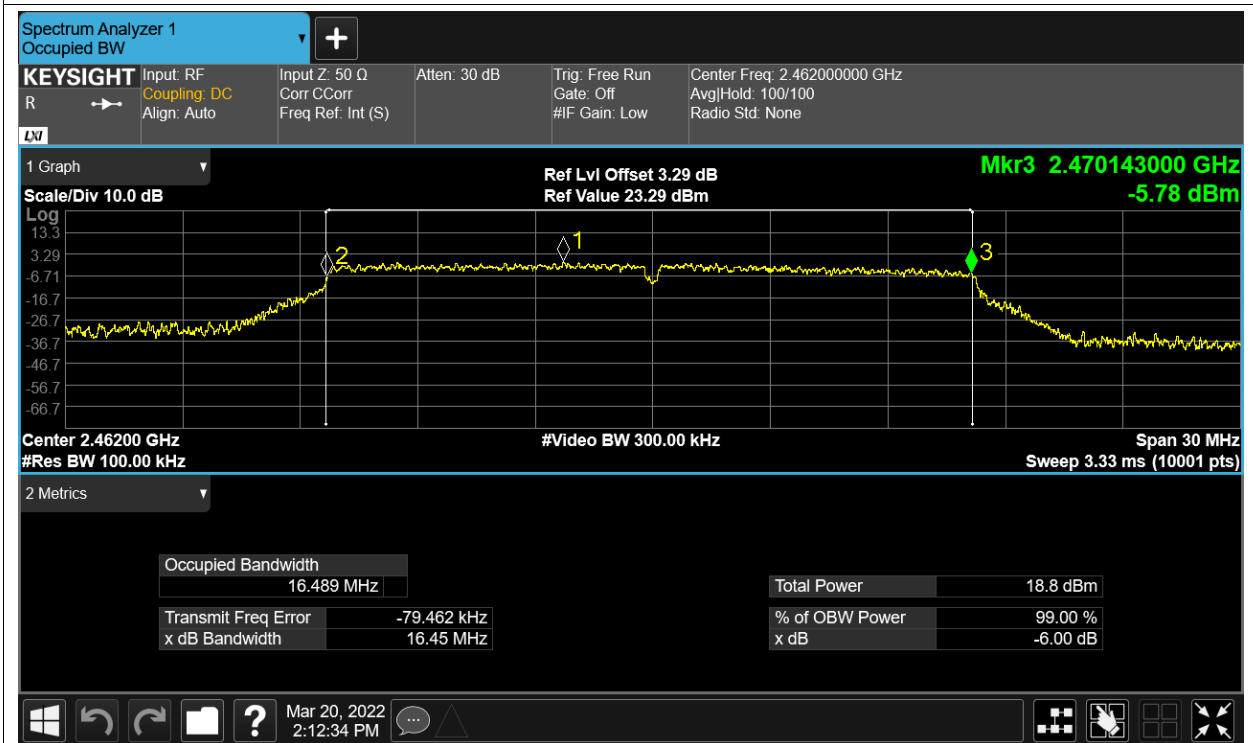 Spectrum Analyzer 1
Occupied BW
KEYSIGHT
R
LXI
Input: RF
Coupling: DC
Align: Auto
Input Z: 50 Ω
Corr CCorr
Freq Ref: Int (S)
Atten: 30 dB
Trig: Free Run
Gate: Off
#IF Gain: Low
Center Freq: 2.462000000 GHz
Avg|Hold: 100/100
Radio Std: None
1 Graph
Scale/Div 10.0 dB
Ref Lvl Offset 3.29 dB
Ref Value 23.29 dBm
Mkr3 2.470143000 GHz
-5.78 dBm
Log
13.3
3.29
-6.71
-16.7
-26.7
-36.7
-46.7
-56.7
-66.7
2
1
3
Center 2.46200 GHz
#Res BW 100.00 kHz
#Video BW 300.00 kHz
Span 30 MHz
Sweep 3.33 ms (10001 pts)
2 Metrics
Occupied Bandwidth
16.489 MHz
Transmit Freq Error -79.462 kHz
x dB Bandwidth 16.45 MHz
Total Power 18.8 dBm
% of OBW Power 99.00 %
x dB -6.00 dB
?
Mar 20, 2022
2:12:34 PM